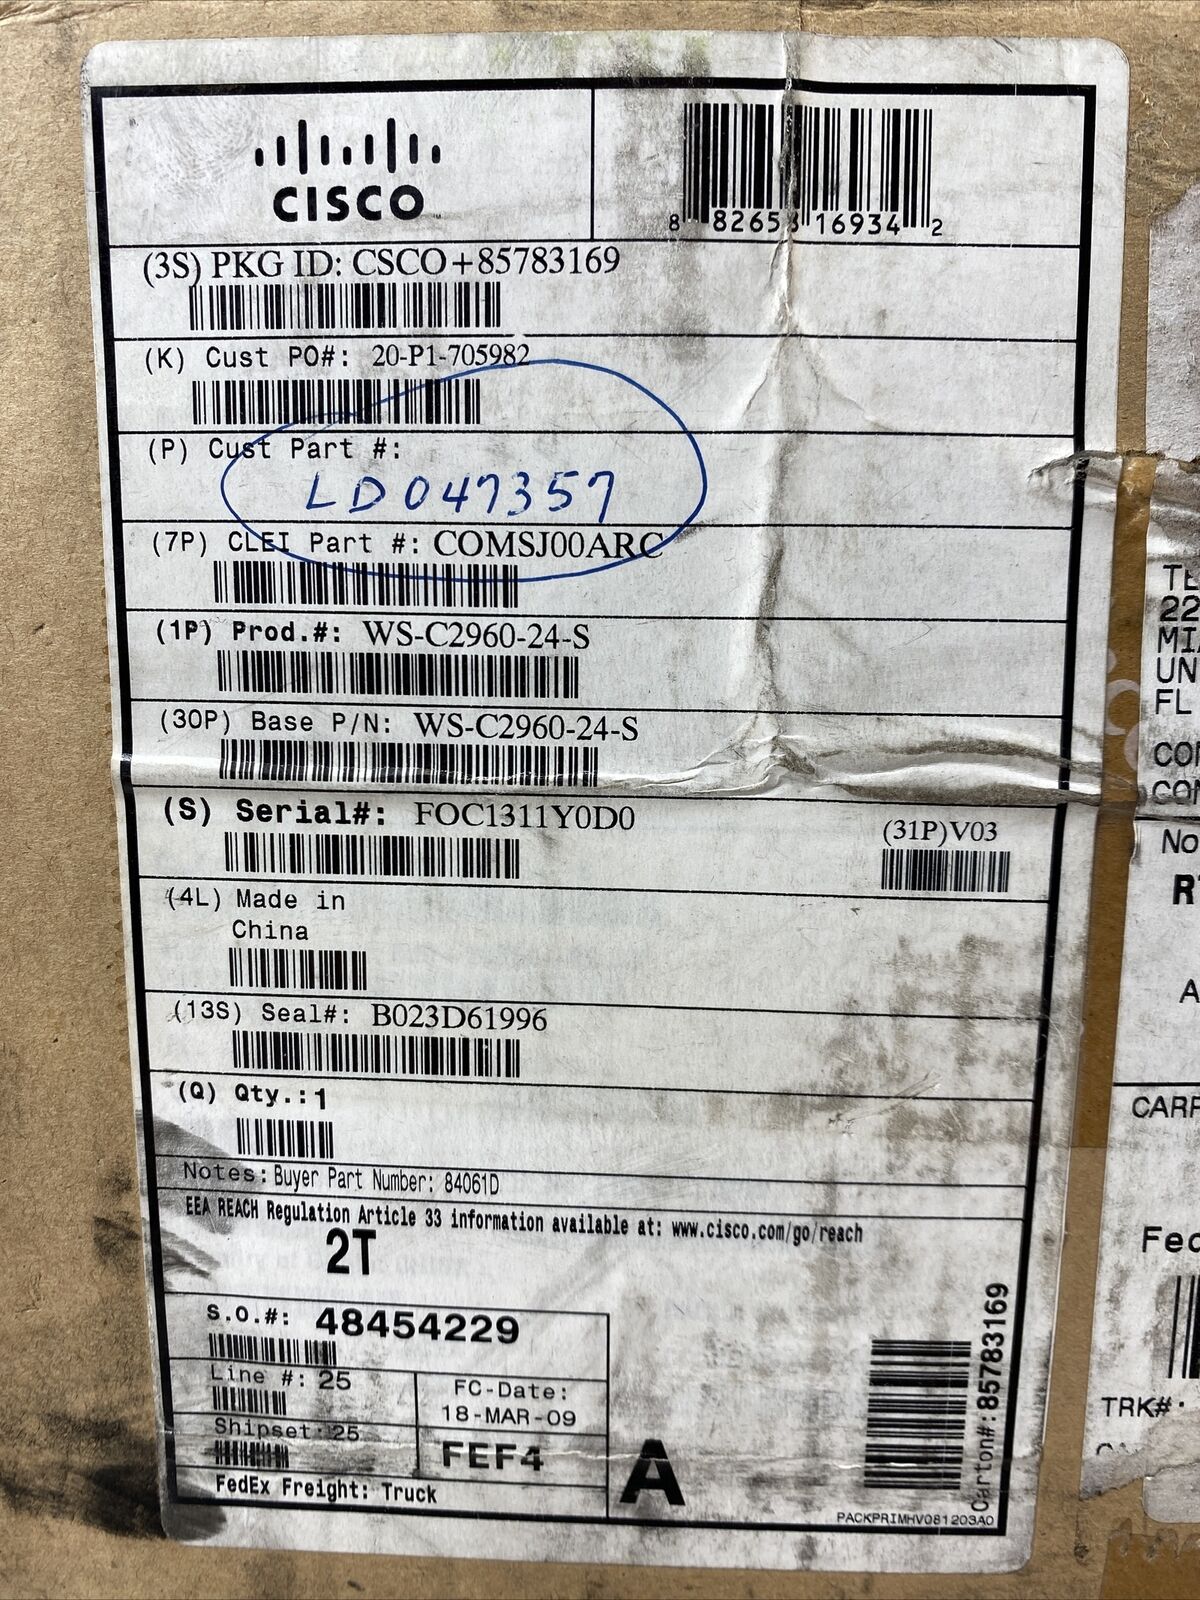 CISCO
8 82658 16934 2
(3S) PKG ID: CSCO+85783169
(K) Cust PO#: 20-P1-705982
(P) Cust Part #:
LD047357
(7P) CLEI Part #: COMSJ00ARC
(1P) Prod.#: WS-C2960-24-S
(30P) Base P/N: WS-C2960-24-S
(S) Serial#: FOC1311Y0D0
(31P)V03
(4L) Made in
China
(13S) Seal#: B023D61996
(Q) Qty.:1
Notes: Buyer Part Number: 84061D
EEA REACH Regulation Article 33 information available at: www.cisco.com/go/reach
2T
S.O.#: 48454229
Line #: 25
Shipset: 25
FC-Date:
18-MAR-09
FEF4
FedEx Freight: Truck
A
Carton#:85783169
PACKPRIMHV081203A0
22
UN
FL
No
A
TRK#